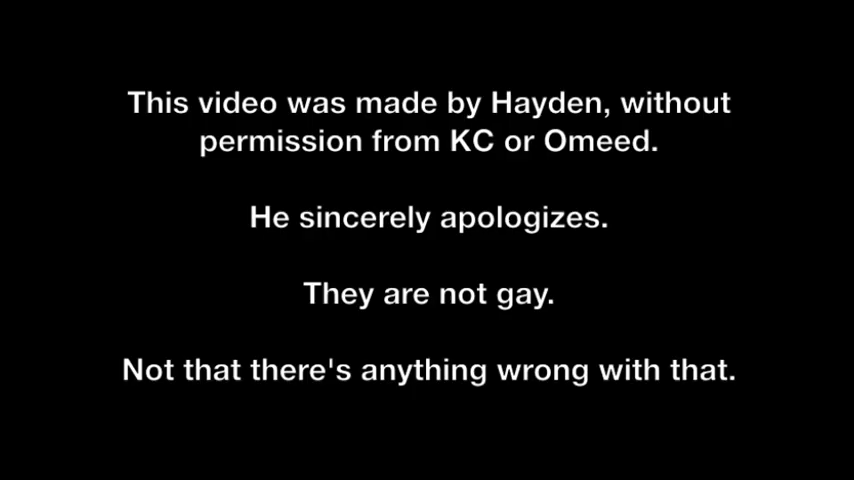 This video was made by Hayden, without
permission from KC or Omeed.
He sincerely apologizes.
They are not gay.
Not that there's anything wrong with that.